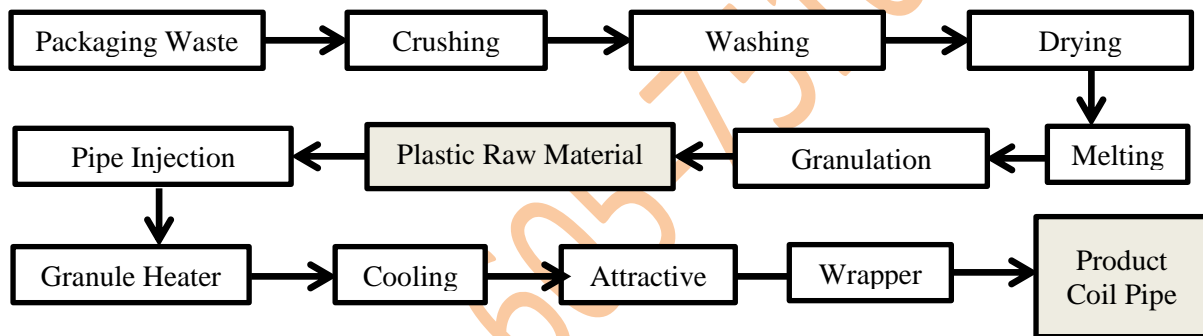 Packaging Waste
Crushing
Washing
Drying
Pipe Injection
Plastic Raw Material
Granulation
Melting
Granule Heater
Cooling
Attractive
Wrapper
Product
Coil Pipe